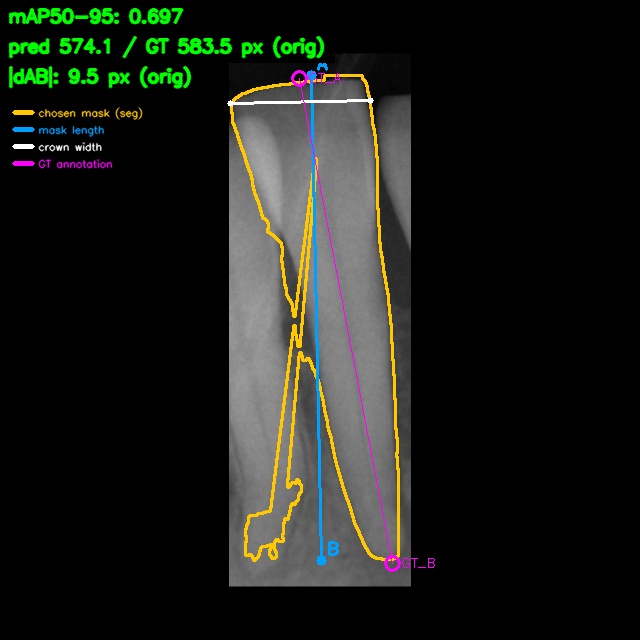 mAP50-95: 0.697
pred 574.1 / GT 583.5 px (orig)
|dAB|: 9.5 px (orig)
chosen mask (seg)
mask length
crown width
GT annotation
A
B
GT_B